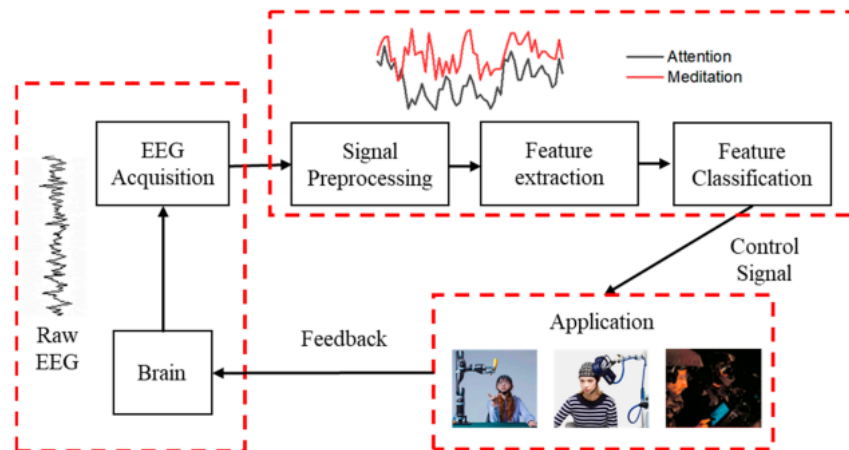 Attention
Meditation
EEG
Acquisition
Signal
Preprocessing
Feature
extraction
Feature
Classification
Control
Signal
Application
Feedback
Raw
EEG
Brain